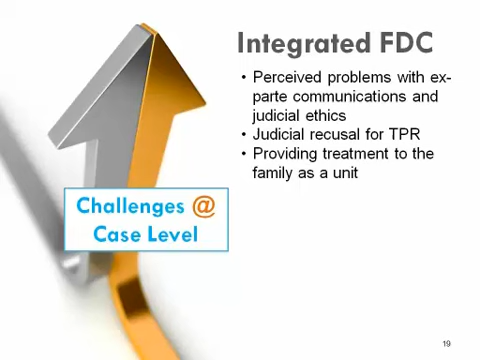 Integrated FDC
• Perceived problems with ex-
parte communications and
judicial ethics
• Judicial recusal for TPR
• Providing treatment to the
family as a unit
Challenges @
Case Level
19